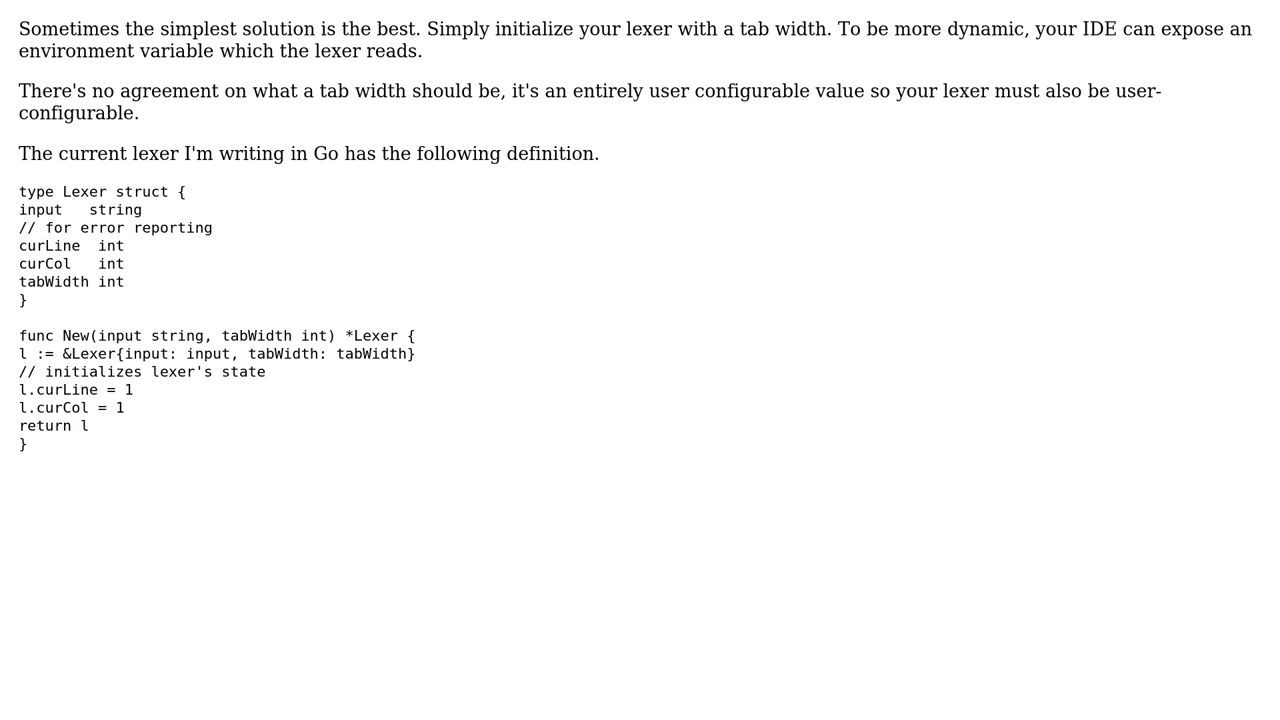 Sometimes the simplest solution is the best. Simply initialize your lexer with a tab width. To be more dynamic, your IDE can expose an
environment variable which the lexer reads.
There's no agreement on what a tab width should be, it's an entirely user configurable value so your lexer must also be user-
configurable.
The current lexer I'm writing in Go has the following definition.
type Lexer struct {
input   string
// for error reporting
curLine  int
curCol   int
tabWidth int
}
func New(input string, tabWidth int) *Lexer {
l := &Lexer{input: input, tabWidth: tabWidth}
// initializes lexer's state
l.curLine = 1
l.curCol = 1
return l
}